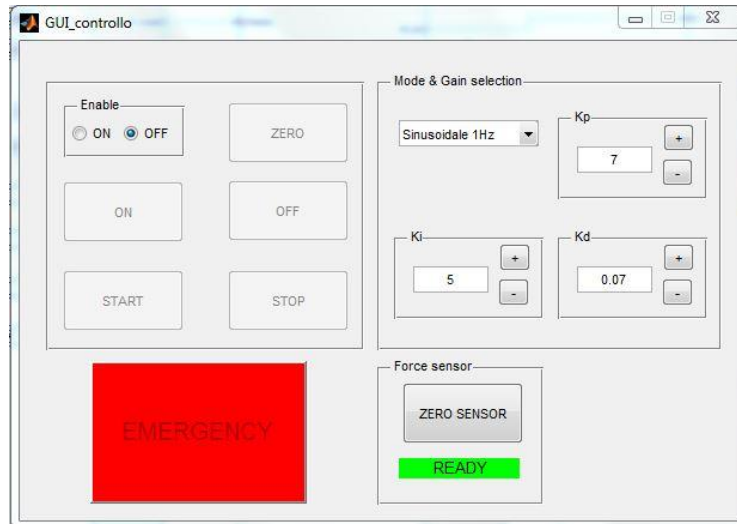 GUI_controllo
Enable
ON OFF
ZERO
ON
OFF
START
STOP
EMERGENCY
Mode & Gain selection
Sinusoidale 1Hz
Kp
+
7
-
Ki
+
5
-
Kd
+
0.07
-
Force sensor
ZERO SENSOR
READY